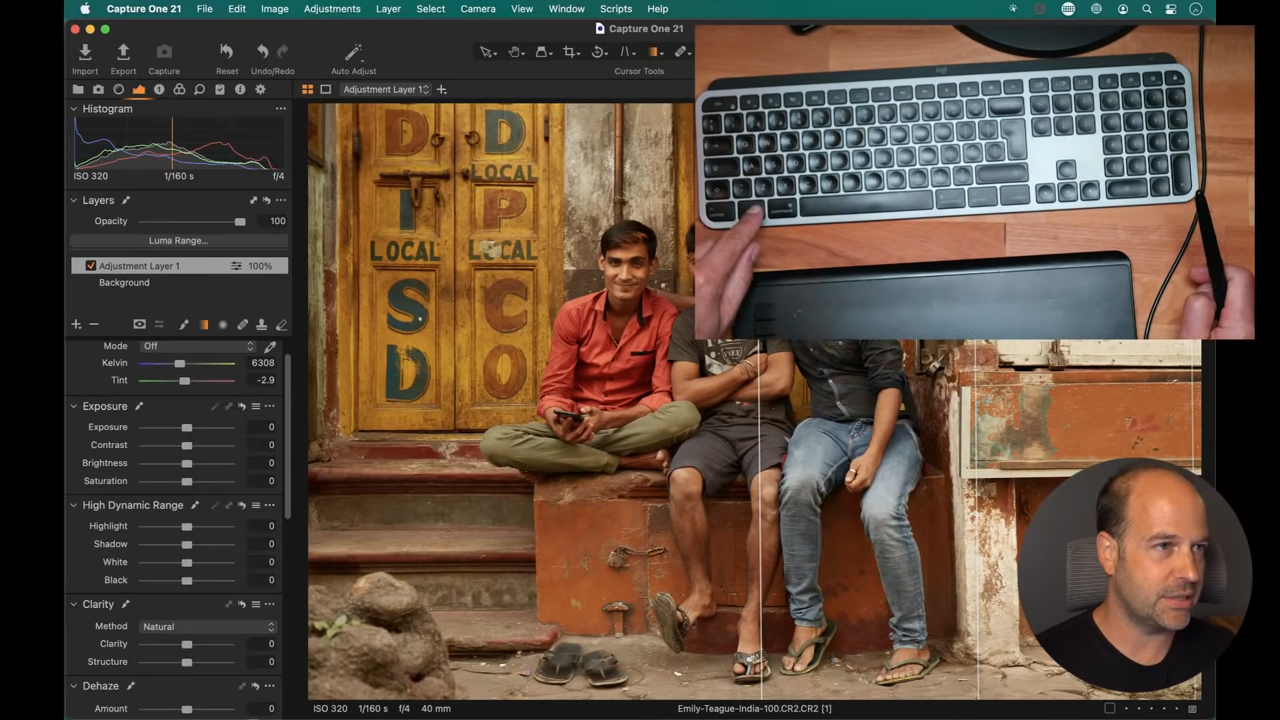 Capture One 21 File Edit Image Adjustments Layer Select Camera View Window Scripts Help
Capture One 21
Import Export Capture Reset Undo/Redo Auto Adjust Cursor Tools
Adjustment Layer 1
Histogram
ISO 320 1/160 s f/4
Layers
Opacity 100
Luma Range...
Adjustment Layer 1 100%
Background
Mode Off
Kelvin 6308
Tint -2.9
Exposure
Exposure 0
Contrast 0
Brightness 0
Saturation 0
High Dynamic Range
Highlight 0
Shadow 0
White 0
Black 0
Clarity
Method Natural
Clarity 0
Structure 0
Dehaze
Amount 0
D D
LOCAL
I P
LOCAL LOCAL
S C
D O
FREE
ISO 320 1/160 s f/4 40 mm
Emily-Teague-India-100.CR2.CR2 [1]